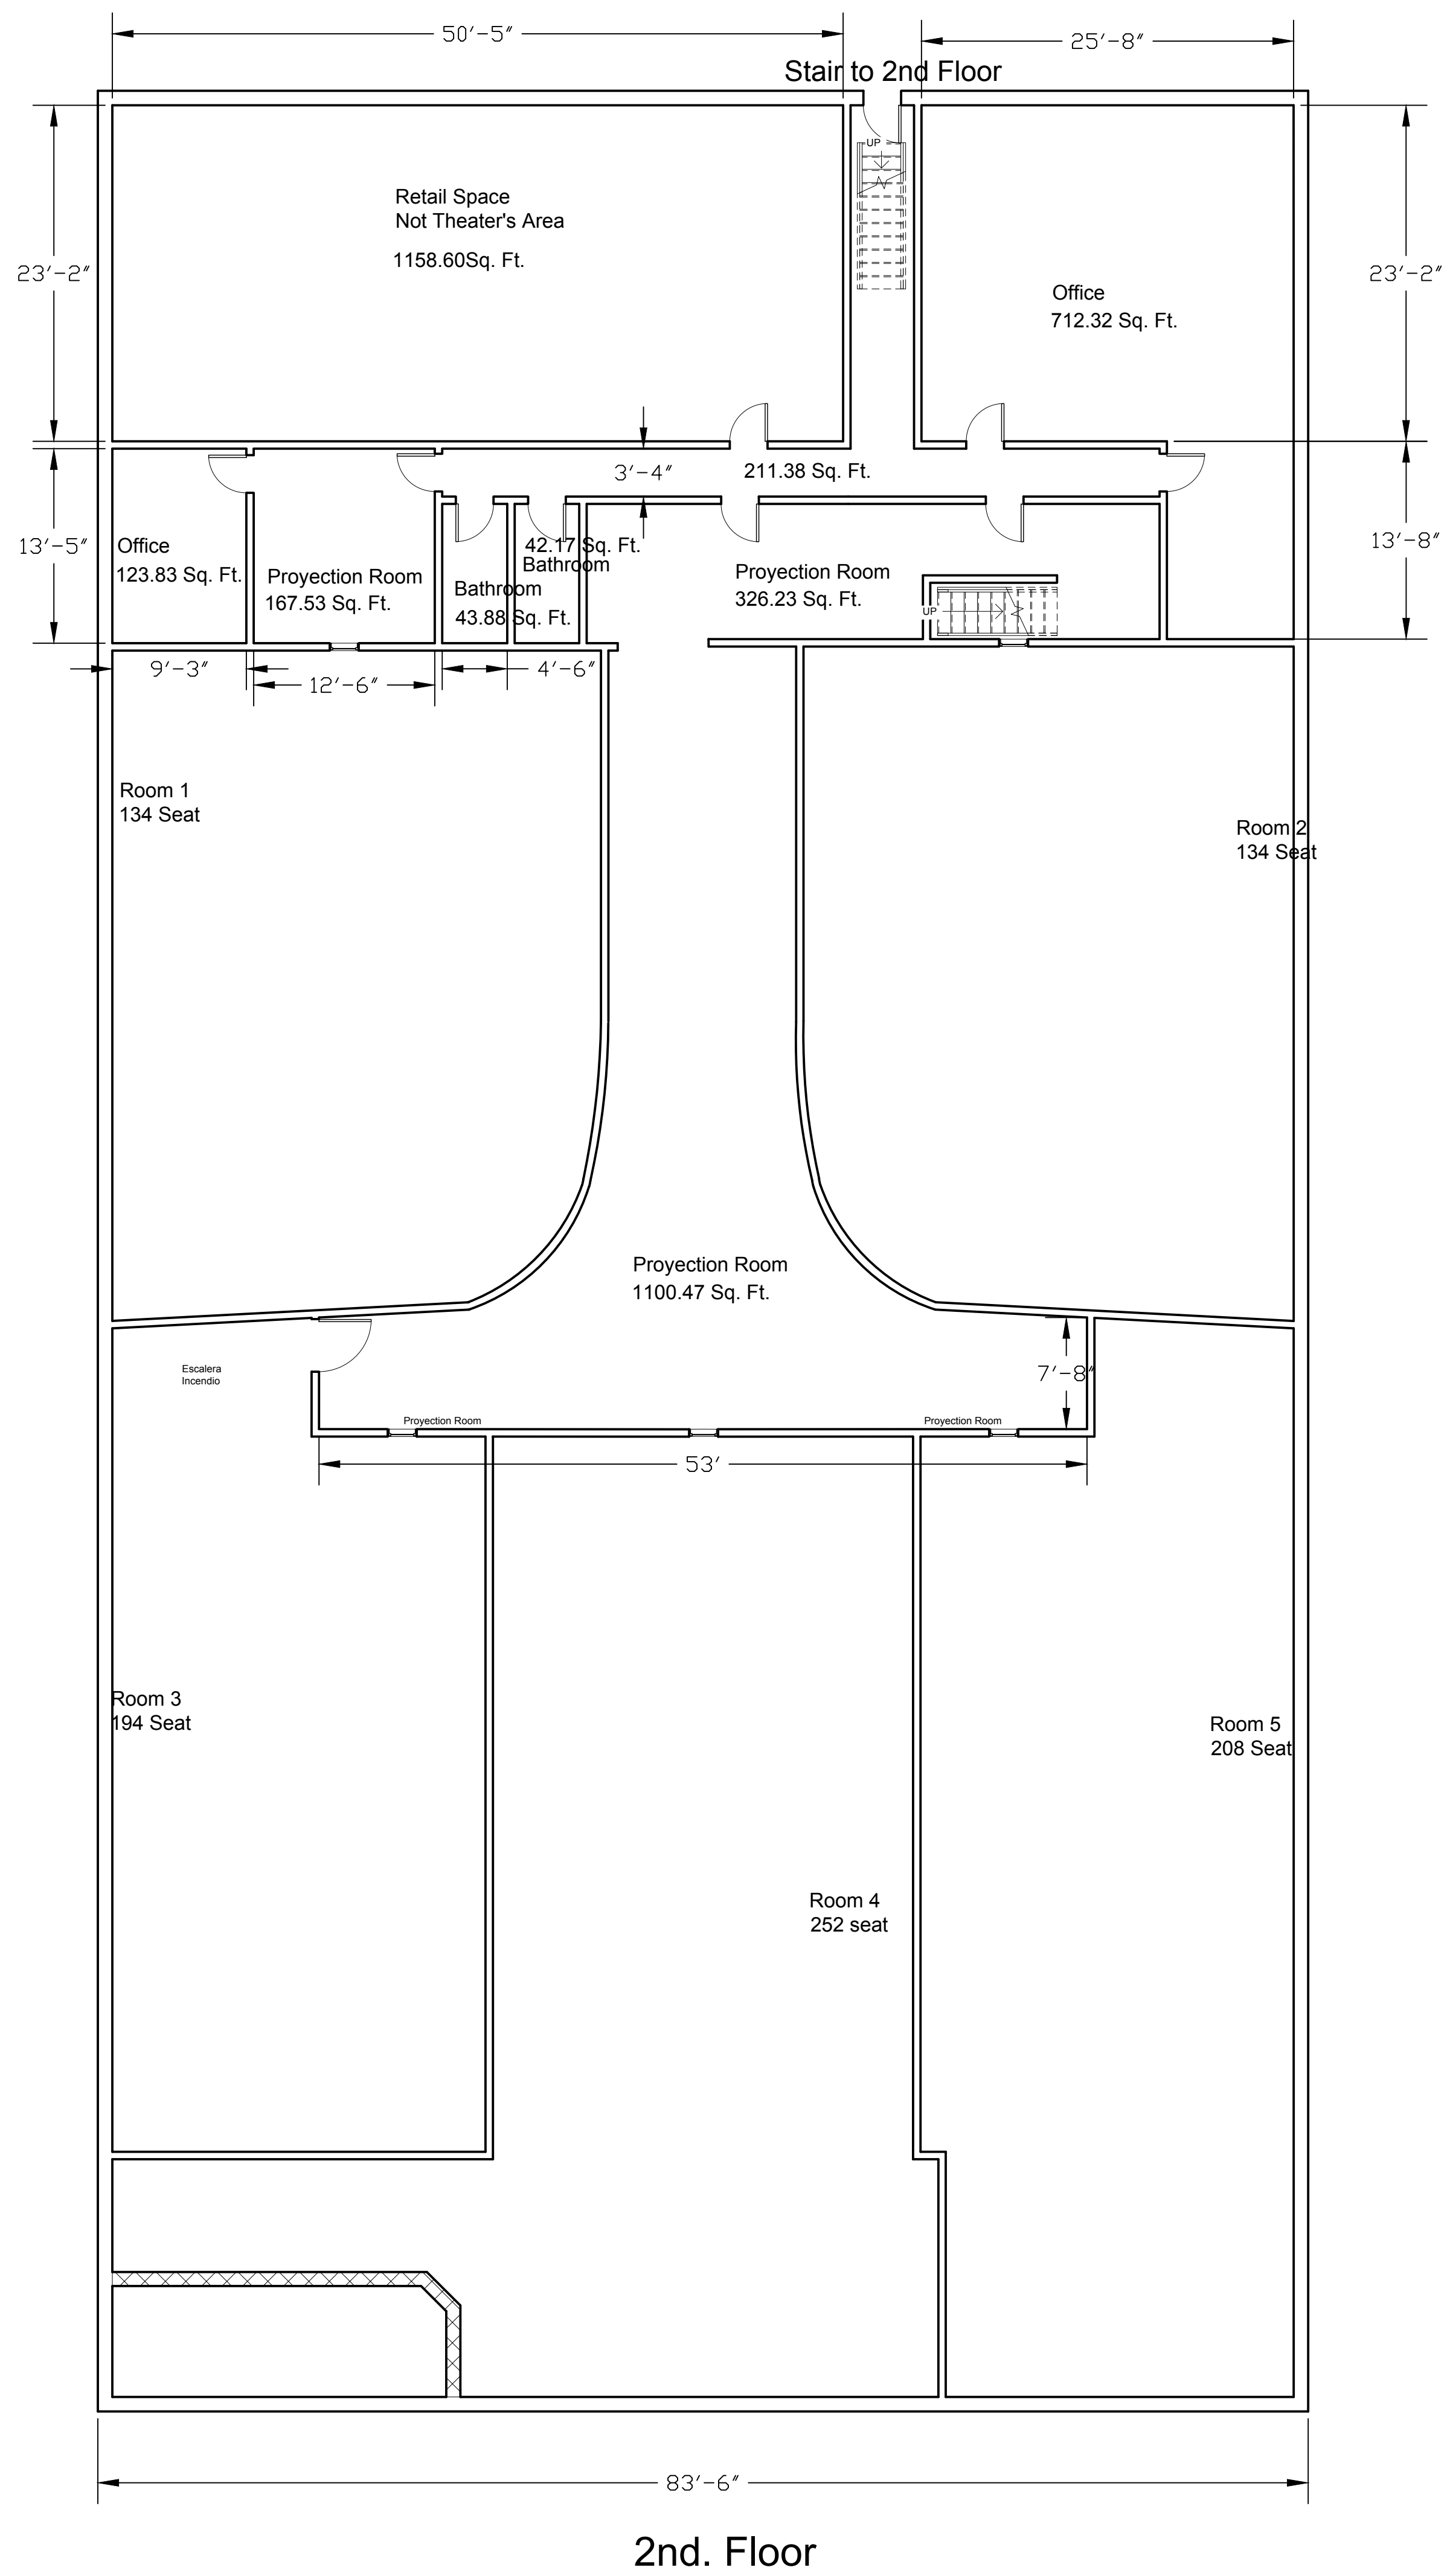 50'-5"
25'-8"
Stair to 2nd Floor
UP
Retail Space
Not Theater's Area
1158.60Sq. Ft.
23'-2"
23'-2"
Office
712.32 Sq. Ft.
3'-4"
211.38 Sq. Ft.
13'-5"
13'-8"
Office
123.83 Sq. Ft.
Proyection Room
167.53 Sq. Ft.
42.17 Sq. Ft.
Bathroom
Bathroom
43.88 Sq. Ft.
Proyection Room
326.23 Sq. Ft.
UP
9'-3"
12'-6"
4'-6"
Room 1
134 Seat
Room 2
134 Seat
Proyection Room
1100.47 Sq. Ft.
Escalera
Incendio
7'-8"
Proyection Room
Proyection Room
53'
Room 3
194 Seat
Room 5
208 Seat
Room 4
252 seat
83'-6"
2nd. Floor